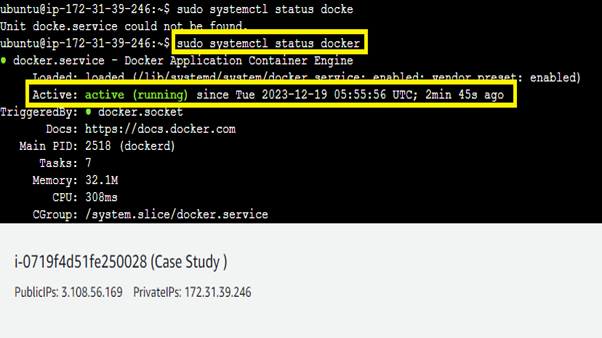 ubuntu@ip-172-31-39-246:~$ sudo systemctl status docke
Unit docke.service could not be found.
ubuntu@ip-172-31-39-246:~$ sudo systemctl status docker
● docker.service - Docker Application Container Engine
Loaded: loaded (/lib/systemd/system/docker.service; enabled; vendor preset: enabled)
Active: active (running) since Tue 2023-12-19 05:55:56 UTC; 2min 45s ago
TriggeredBy: ● docker.socket
Docs: https://docs.docker.com
Main PID: 2518 (dockerd)
Tasks: 7
Memory: 32.1M
CPU: 308ms
CGroup: /system.slice/docker.service
i-0719f4d51fe250028 (Case Study )
PublicIPs: 3.108.56.169 PrivateIPs: 172.31.39.246